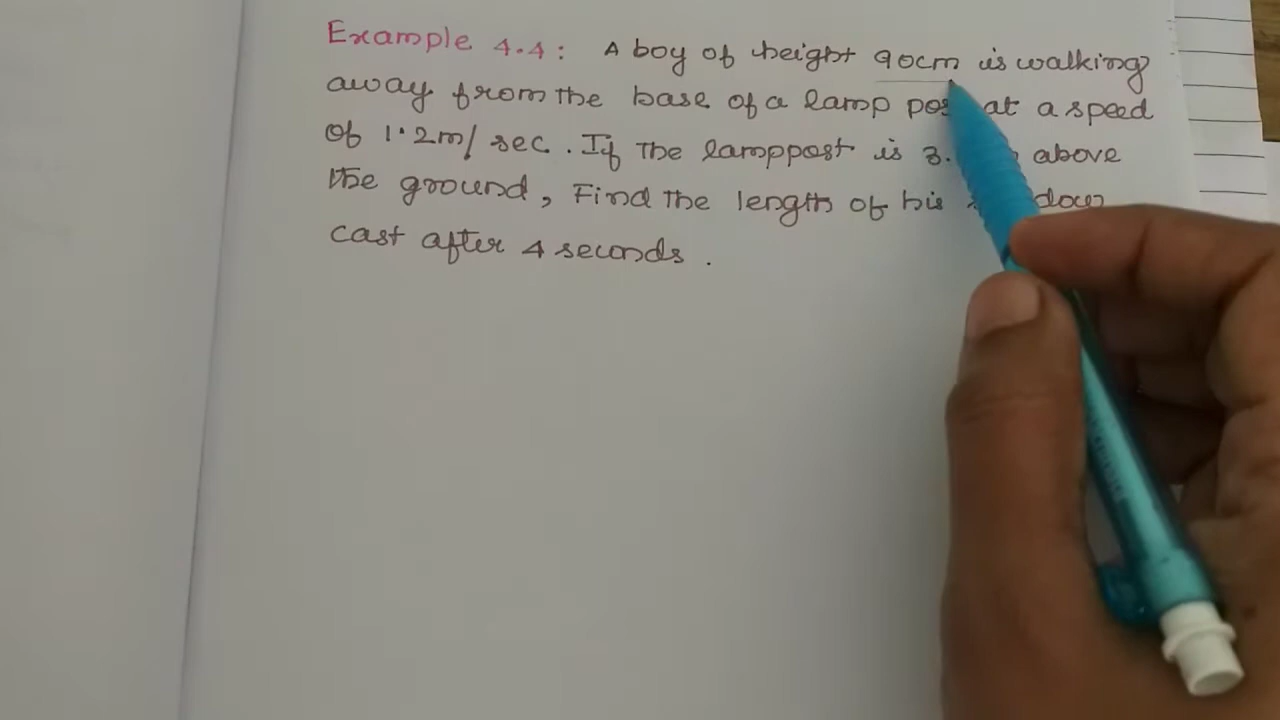 Example 4.4: A boy of height 90cm is walking
away from the base of a lamp at a speed
of 1.2m/sec. If the lamppost is 3. above
the ground, Find the length of his
cast after 4 seconds.